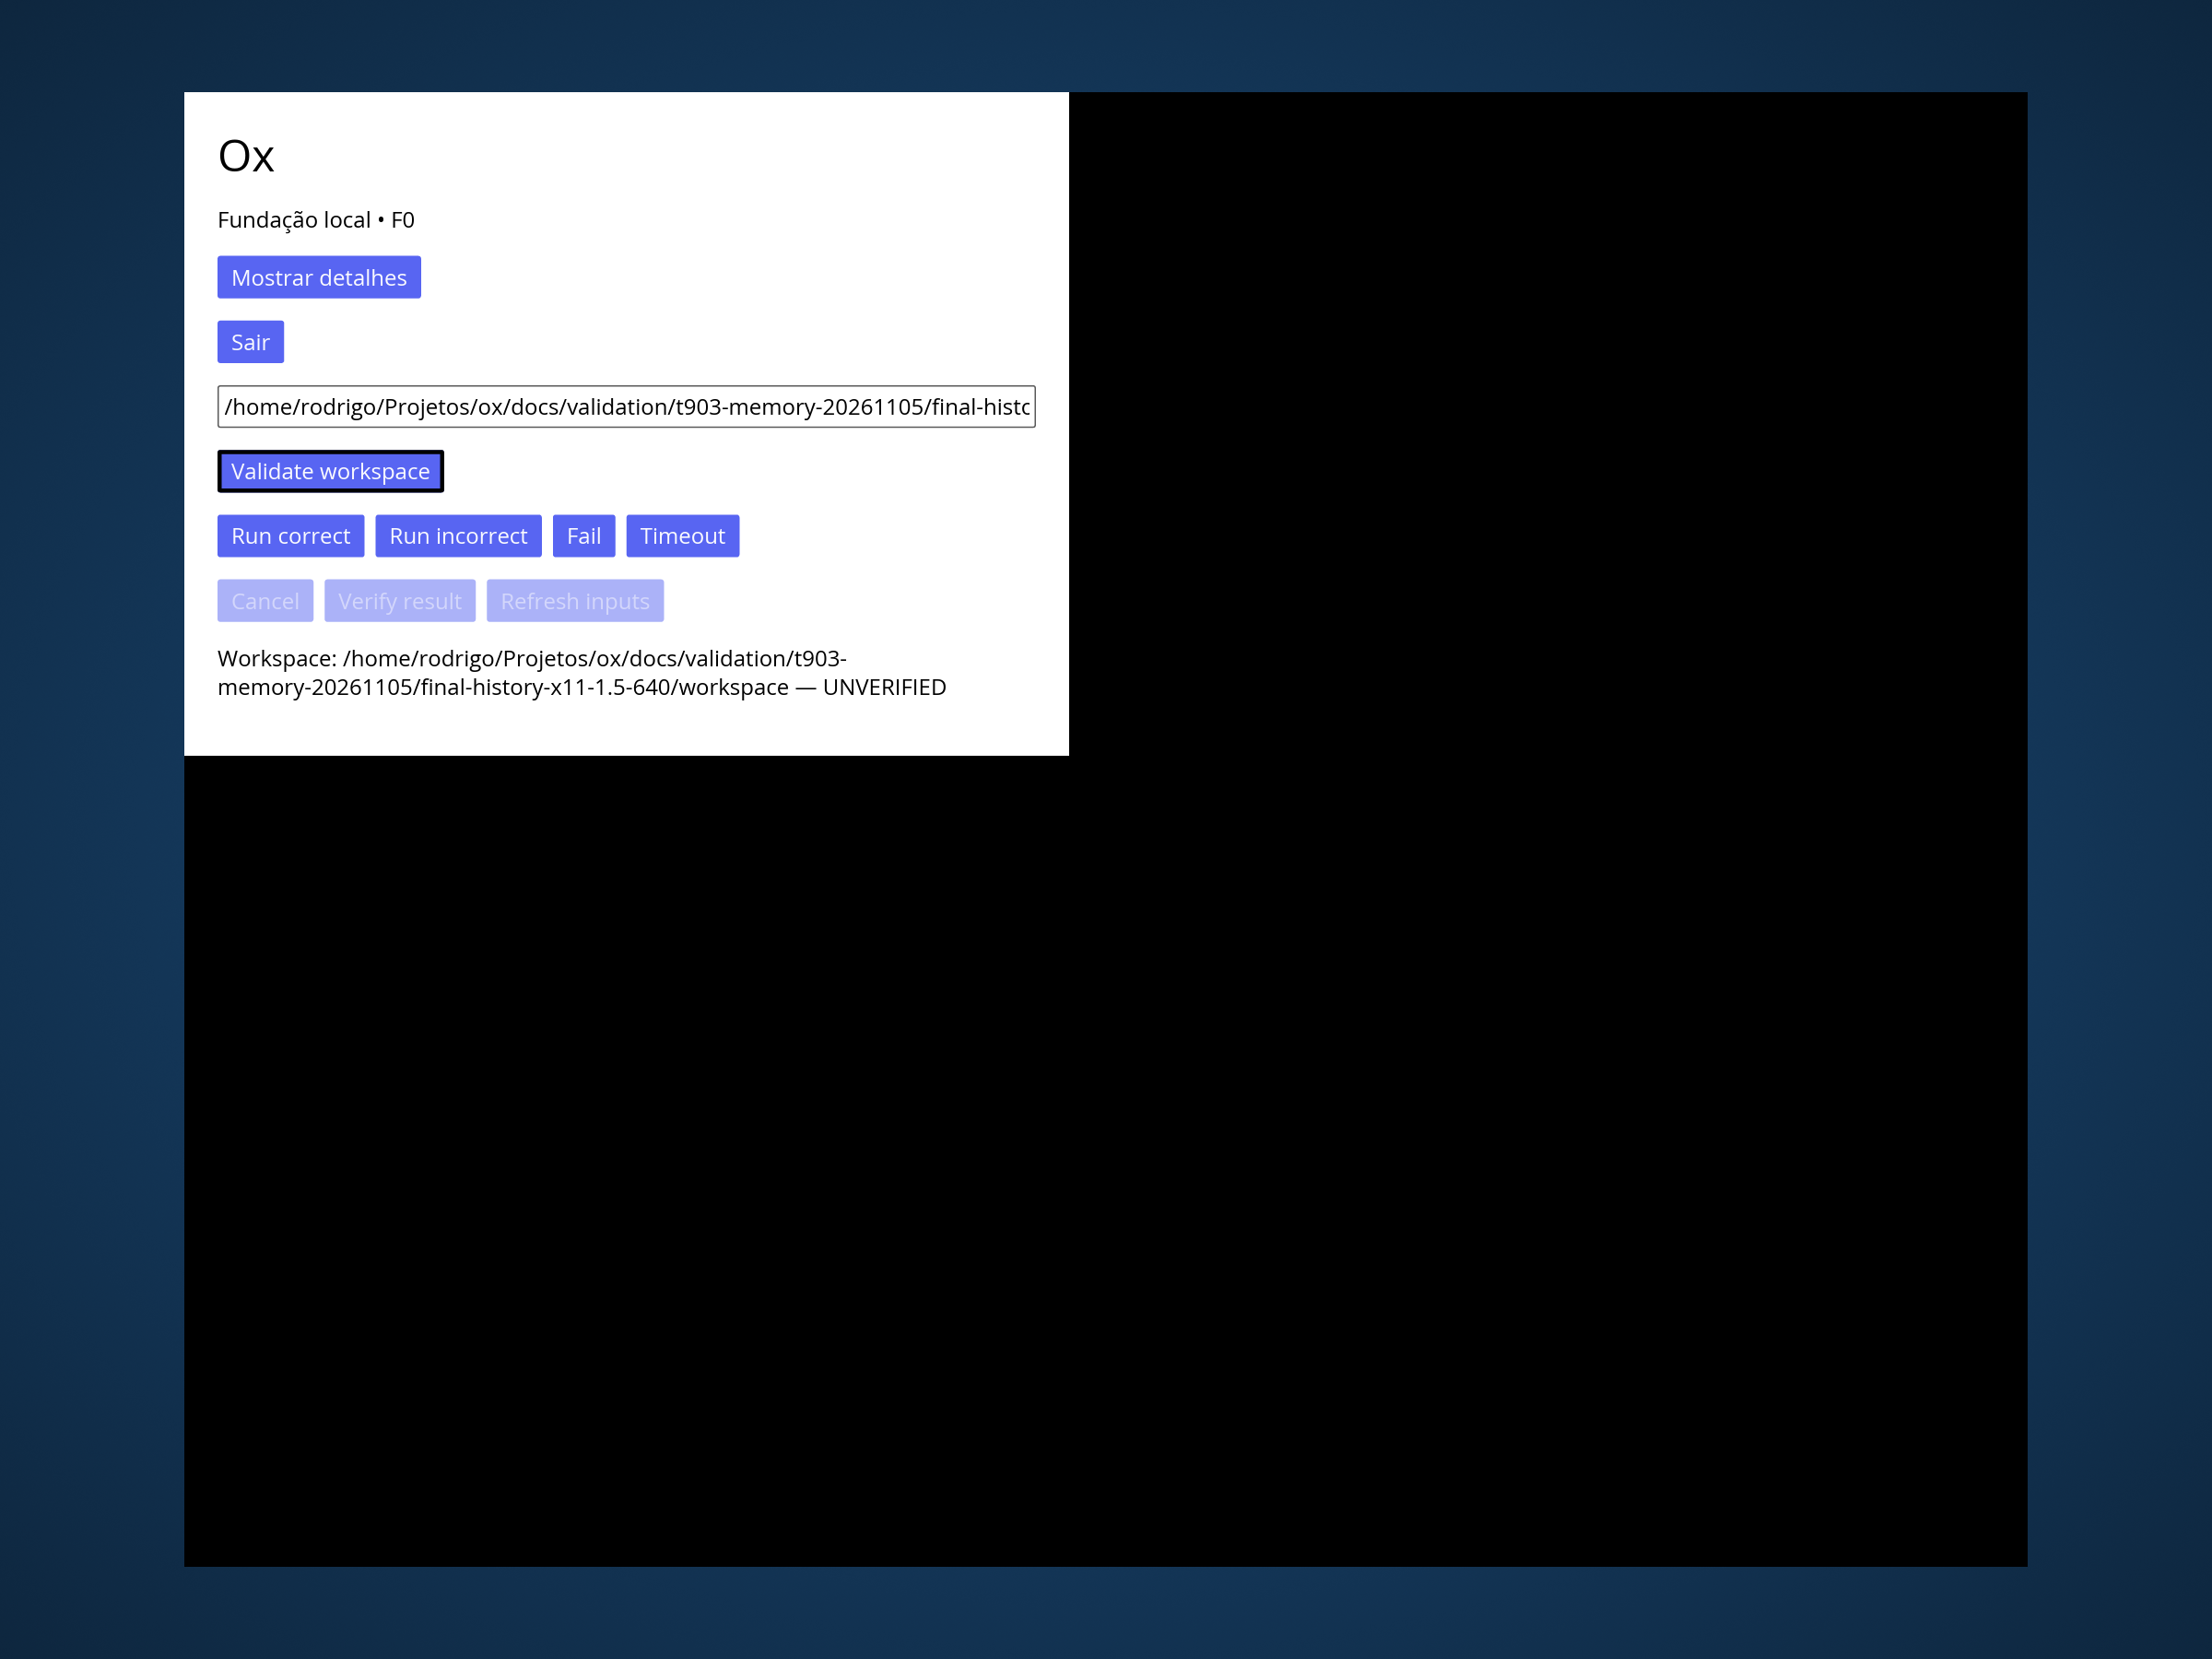 Ox
Fundação local • F0
Mostrar detalhes
Sair
/home/rodrigo/Projetos/ox/docs/validation/t903-memory-20261105/final-histo
Validate workspace
Run correct Run incorrect Fail Timeout
Cancel Verify result Refresh inputs
Workspace: /home/rodrigo/Projetos/ox/docs/validation/t903-
memory-20261105/final-history-x11-1.5-640/workspace — UNVERIFIED